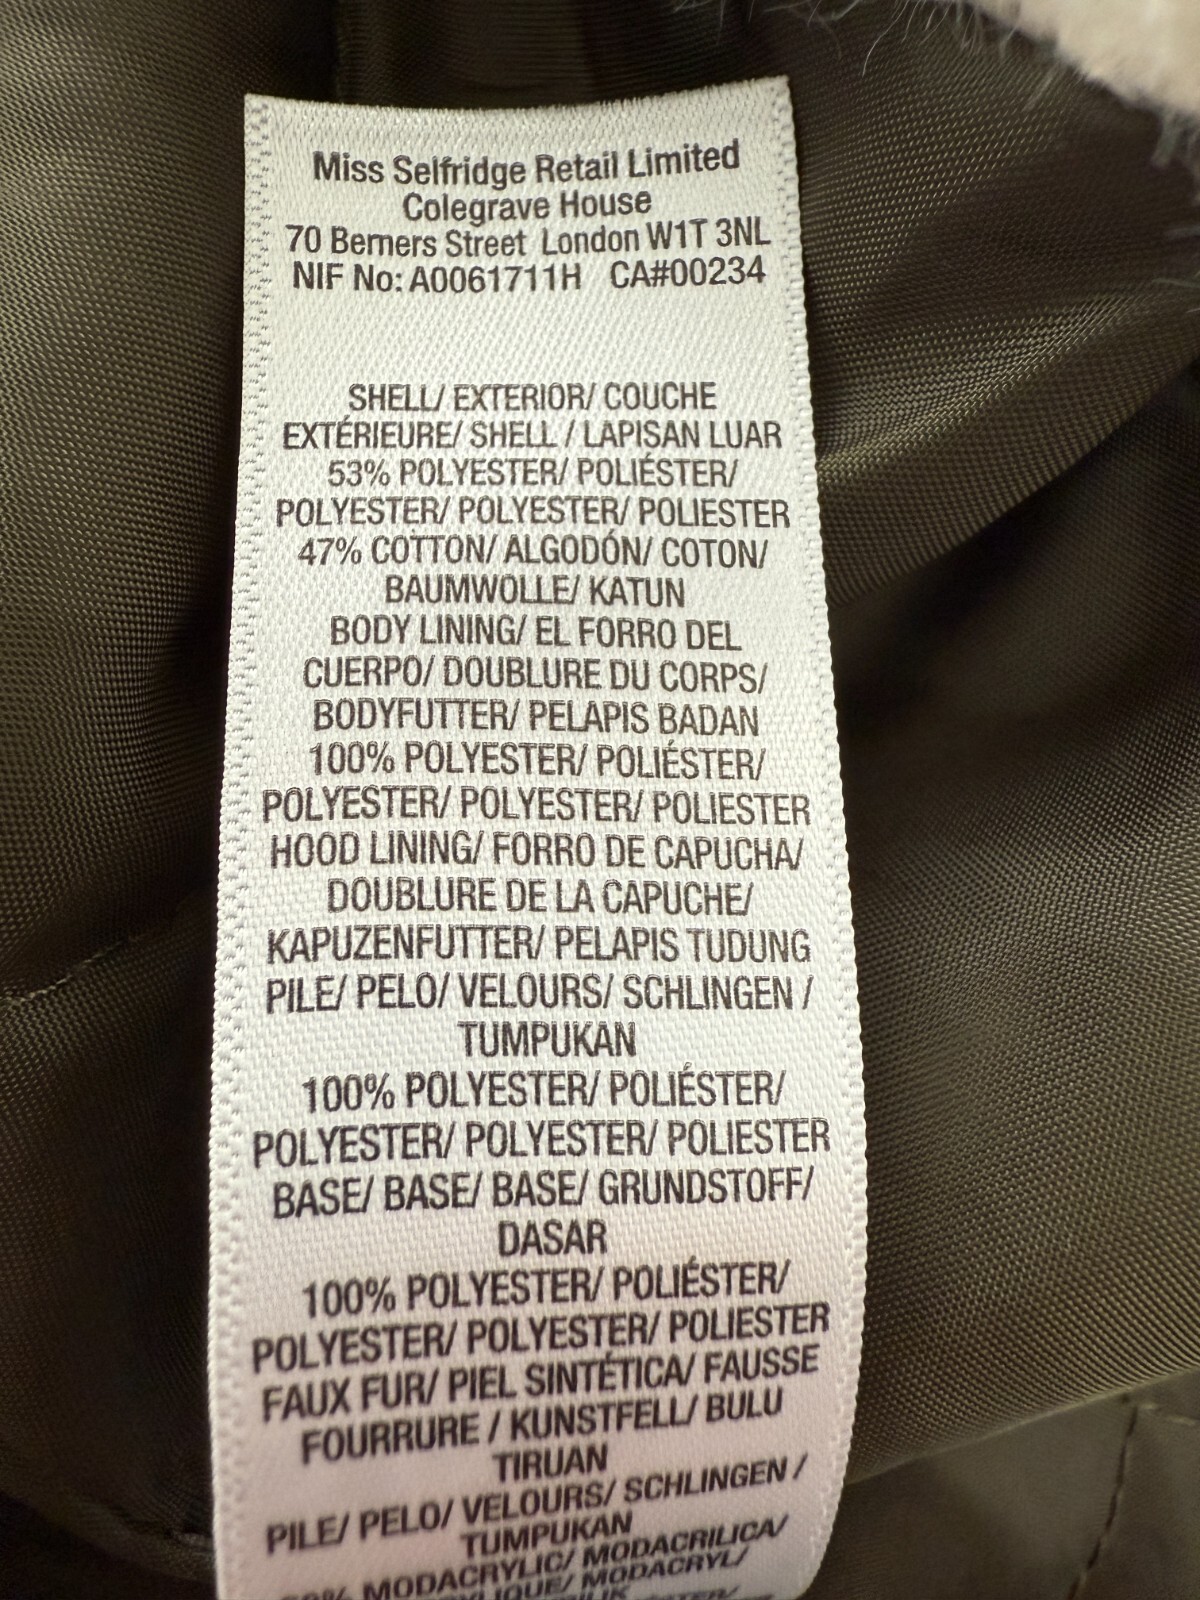 Miss Selfridge Retail Limited
Colegrave House
70 Berners Street London W1T 3NL
NIF No: A0061711H CA#00234
SHELL/ EXTERIOR/ COUCHE
EXTÉRIEURE/ SHELL / LAPISAN LUAR
53% POLYESTER/ POLIÉSTER/
POLYESTER/ POLYESTER/ POLIESTER
47% COTTON/ ALGODÓN/ COTON/
BAUMWOLLE/ KATUN
BODY LINING/ EL FORRO DEL
CUERPO/ DOUBLURE DU CORPS/
BODYFUTTER/ PELAPIS BADAN
100% POLYESTER/ POLIÉSTER/
POLYESTER/ POLYESTER/ POLIESTER
HOOD LINING/ FORRO DE CAPUCHA/
DOUBLURE DE LA CAPUCHE/
KAPUZENFUTTER/ PELAPIS TUDUNG
PILE/ PELO/ VELOURS/ SCHLINGEN /
TUMPUKAN
100% POLYESTER/ POLIÉSTER/
POLYESTER/ POLYESTER/ POLIESTER
BASE/ BASE/ BASE/ GRUNDSTOFF/
DASAR
100% POLYESTER/ POLIÉSTER/
POLYESTER/ POLYESTER/ POLIESTER
FAUX FUR/ PIEL SINTÉTICA/ FAUSSE
FOURRURE / KUNSTFELL/ BULU
TIRUAN
PILE/ PELO/ VELOURS/ SCHLINGEN /
TUMPUKAN
MODACRYLIC/ MODACRILICA/
MODACRYL/